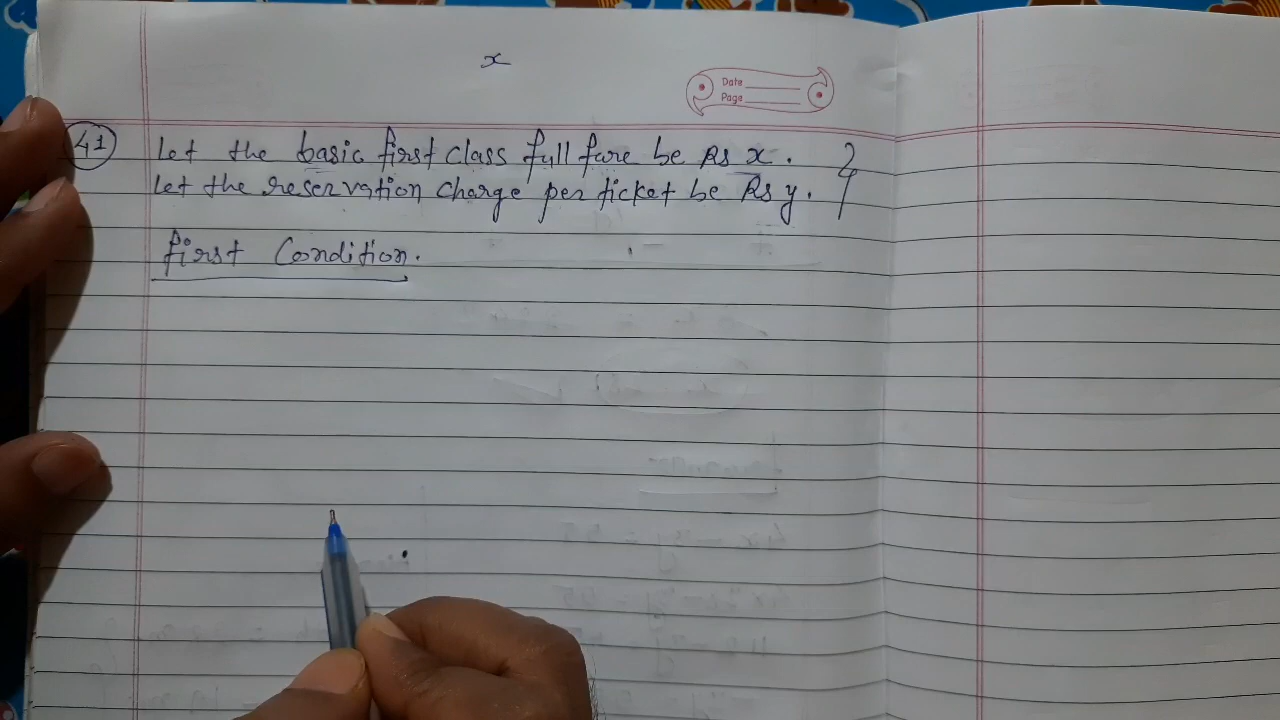 x
Date
Page
41 Let the basic first class full fare be Rs x.
Let the reservation charge per ticket be Rs y.
first Condition.